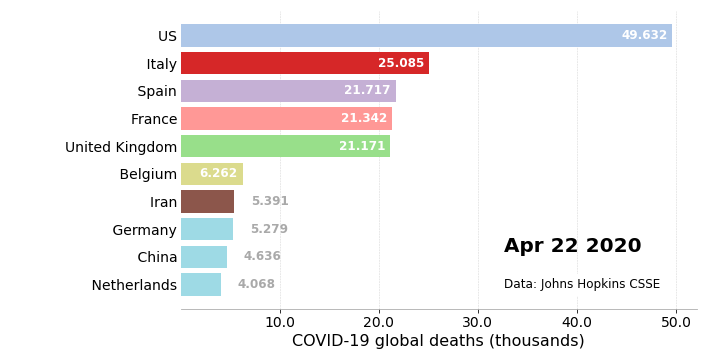 US 49.632
Italy 25.085
Spain 21.717
France 21.342
United Kingdom 21.171
Belgium 6.262
Iran 5.391
Germany 5.279
China 4.636
Netherlands 4.068
Apr 22 2020
Data: Johns Hopkins CSSE
10.0 20.0 30.0 40.0 50.0
COVID-19 global deaths (thousands)